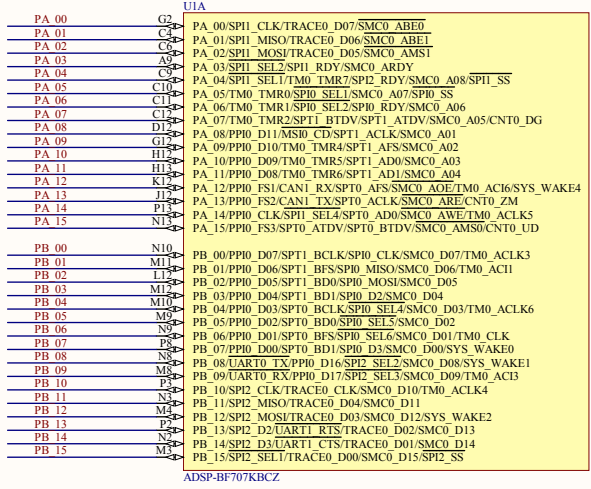 U1A
PA_00 G2 PA_00/SPI1_CLK/TRACE0_D07/SMC0_ABE0
PA_01 C4 PA_01/SPI1_MISO/TRACE0_D06/SMC0_ABE1
PA_02 C6 PA_02/SPI1_MOSI/TRACE0_D05/SMC0_AMS1
PA_03 A9 PA_03/SPI1_SEL2/SPI1_RDY/SMC0_ARDY
PA_04 C9 PA_04/SPI1_SEL1/TM0_TMR7/SPI2_RDY/SMC0_A08/SPI1_SS
PA_05 C10 PA_05/TM0_TMR0/SPI0_SEL1/SMC0_A07/SPI0_SS
PA_06 C11 PA_06/TM0_TMR1/SPI0_SEL2/SPI0_RDY/SMC0_A06
PA_07 C12 PA_07/TM0_TMR2/SPT1_BTDV/SPT1_ATDV/SMC0_A05/CNT0_DG
PA_08 D12 PA_08/PPI0_D11/MSI0_CD/SPT1_ACLK/SMC0_A01
PA_09 G12 PA_09/PPI0_D10/TM0_TMR4/SPT1_AFS/SMC0_A02
PA_10 H12 PA_10/PPI0_D09/TM0_TMR5/SPT1_AD0/SMC0_A03
PA_11 H13 PA_11/PPI0_D08/TM0_TMR6/SPT1_AD1/SMC0_A04
PA_12 K12 PA_12/PPI0_FS1/CAN1_RX/SPT0_AFS/SMC0_AOE/TM0_ACI6/SYS_WAKE4
PA_13 J12 PA_13/PPI0_FS2/CAN1_TX/SPT0_ACLK/SMC0_ARE/CNT0_ZM
PA_14 P13 PA_14/PPI0_CLK/SPI1_SEL4/SPT0_AD0/SMC0_AWE/TM0_ACLK5
PA_15 N13 PA_15/PPI0_FS3/SPT0_ATDV/SPT0_BTDV/SMC0_AMS0/CNT0_UD
PB_00 N10 PB_00/PPI0_D07/SPT1_BCLK/SPI0_CLK/SMC0_D07/TM0_ACLK3
PB_01 M11 PB_01/PPI0_D06/SPT1_BFS/SPI0_MISO/SMC0_D06/TM0_ACI1
PB_02 L12 PB_02/PPI0_D05/SPT1_BD0/SPI0_MOSI/SMC0_D05
PB_03 M12 PB_03/PPI0_D04/SPT1_BD1/SPI0_D2/SMC0_D04
PB_04 M10 PB_04/PPI0_D03/SPT0_BCLK/SPI0_SEL4/SMC0_D03/TM0_ACLK6
PB_05 M9 PB_05/PPI0_D02/SPT0_BD0/SPI0_SEL5/SMC0_D02
PB_06 N9 PB_06/PPI0_D01/SPT0_BFS/SPI0_SEL6/SMC0_D01/TM0_CLK
PB_07 P8 PB_07/PPI0_D00/SPT0_BD1/SPI0_D3/SMC0_D00/SYS_WAKE0
PB_08 N8 PB_08/UART0_TX/PPI0_D16/SPI2_SEL2/SMC0_D08/SYS_WAKE1
PB_09 M8 PB_09/UART0_RX/PPI0_D17/SPI2_SEL3/SMC0_D09/TM0_ACI3
PB_10 P3 PB_10/SPI2_CLK/TRACE0_CLK/SMC0_D10/TM0_ACLK4
PB_11 N3 PB_11/SPI2_MISO/TRACE0_D04/SMC0_D11
PB_12 M4 PB_12/SPI2_MOSI/TRACE0_D03/SMC0_D12/SYS_WAKE2
PB_13 P2 PB_13/SPI2_D2/UART1_RTS/TRACE0_D02/SMC0_D13
PB_14 N2 PB_14/SPI2_D3/UART1_CTS/TRACE0_D01/SMC0_D14
PB_15 M3 PB_15/SPI2_SEL1/TRACE0_D00/SMC0_D15/SPI2_SS
ADSP-BF707KBCZ